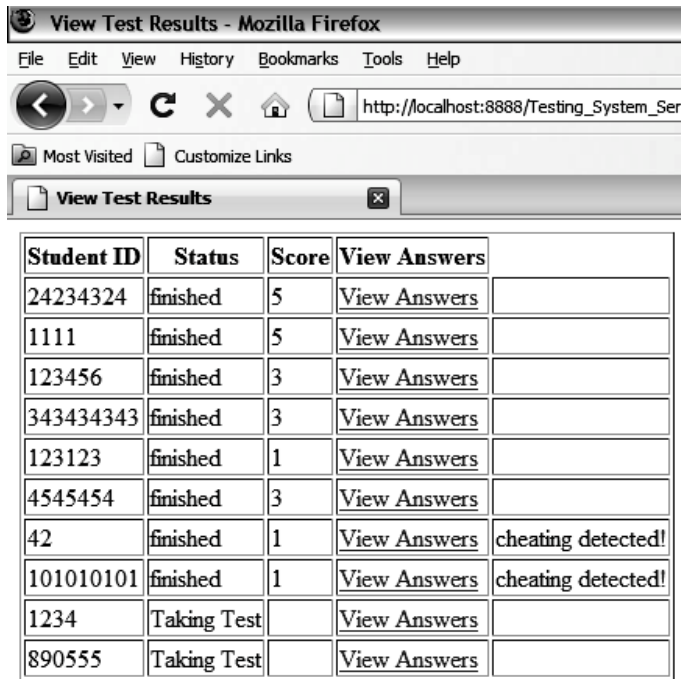 View Test Results - Mozilla Firefox
File Edit View History Bookmarks Tools Help
http://localhost:8888/Testing_System_Ser
Most Visited Customize Links
View Test Results
Student ID Status Score View Answers
24234324 finished 5 View Answers
1111 finished 5 View Answers
123456 finished 3 View Answers
343434343 finished 3 View Answers
123123 finished 1 View Answers
4545454 finished 3 View Answers
42 finished 1 View Answers cheating detected!
101010101 finished 1 View Answers cheating detected!
1234 Taking Test View Answers
890555 Taking Test View Answers